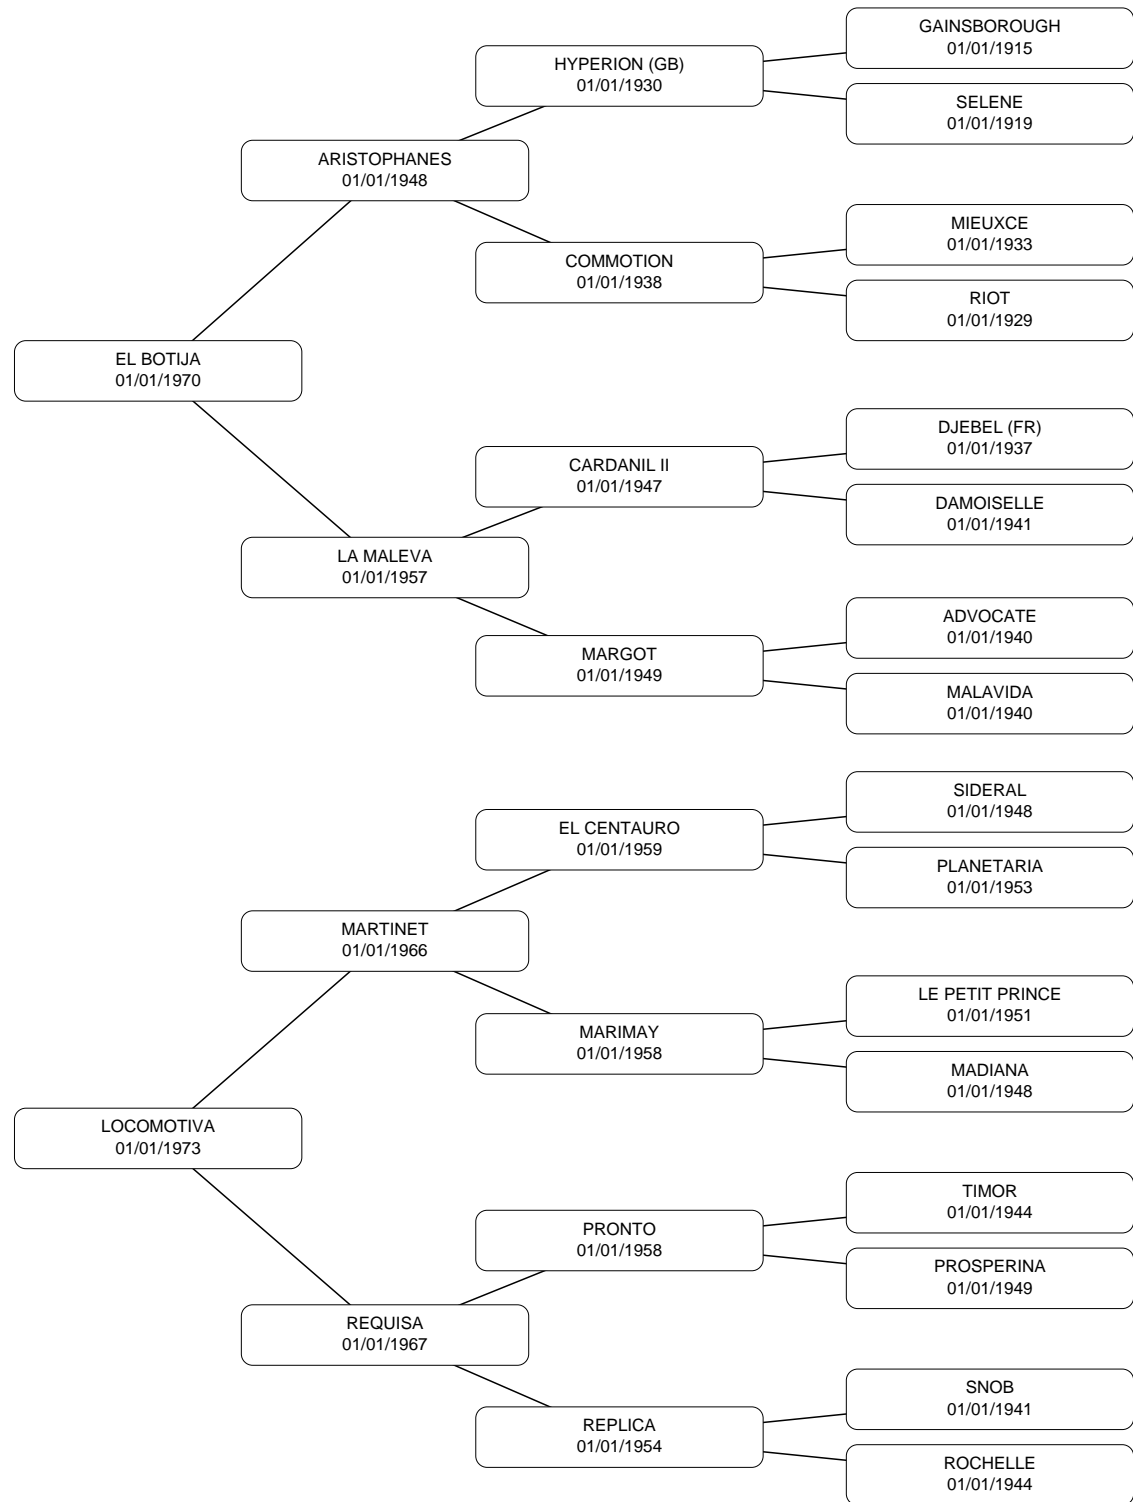 GAINSBOROUGH
01/01/1915
HYPERION (GB)
01/01/1930
SELENE
01/01/1919
ARISTOPHANES
01/01/1948
MIEUXCE
01/01/1933
COMMOTION
01/01/1938
RIOT
01/01/1929
EL BOTIJA
01/01/1970
DJEBEL (FR)
01/01/1937
CARDANIL II
01/01/1947
DAMOISELLE
01/01/1941
LA MALEVA
01/01/1957
ADVOCATE
01/01/1940
MARGOT
01/01/1949
MALAVIDA
01/01/1940
SIDERAL
01/01/1948
EL CENTAURO
01/01/1959
PLANETARIA
01/01/1953
MARTINET
01/01/1966
LE PETIT PRINCE
01/01/1951
MARIMAY
01/01/1958
MADIANA
01/01/1948
LOCOMOTIVA
01/01/1973
TIMOR
01/01/1944
PRONTO
01/01/1958
PROSPERINA
01/01/1949
REQUISA
01/01/1967
SNOB
01/01/1941
REPLICA
01/01/1954
ROCHELLE
01/01/1944